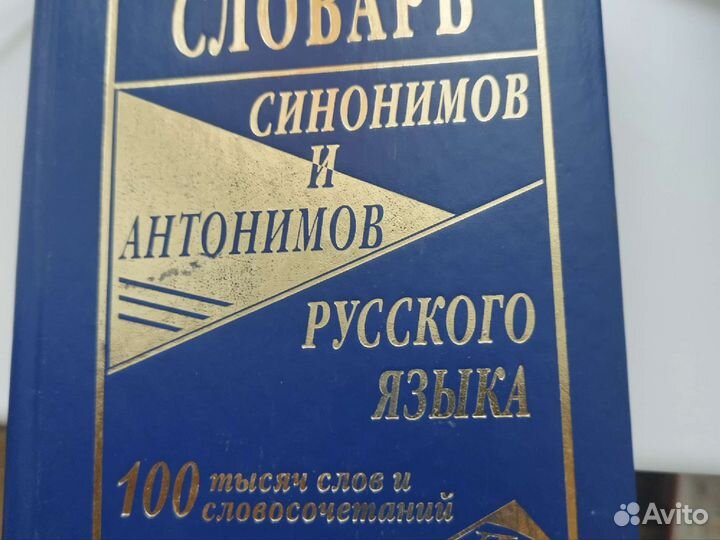 СЛОВАРЬ
СИНОНИМОВ
И
АНТОНИМОВ
РУССКОГО
ЯЗЫКА
100 тысяч слов и
словосочетаний
Avito